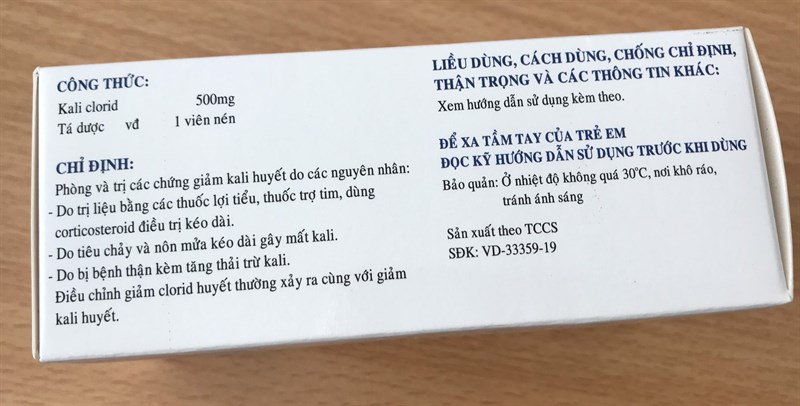 CÔNG THỨC:
Kali clorid 500mg
Tá dược vđ 1 viên nén
CHỈ ĐỊNH:
Phòng và trị các chứng giảm kali huyết do các nguyên nhân:
- Do trị liệu bằng các thuốc lợi tiểu, thuốc trợ tim, dùng
corticosteroid điều trị kéo dài.
- Do tiêu chảy và nôn mửa kéo dài gây mất kali.
- Do bị bệnh thận kèm tăng thải trừ kali.
Điều chỉnh giảm clorid huyết thường xảy ra cùng với giảm
kali huyết.
LIỀU DÙNG, CÁCH DÙNG, CHỐNG CHỈ ĐỊNH,
THẬN TRỌNG VÀ CÁC THÔNG TIN KHÁC:
Xem hướng dẫn sử dụng kèm theo.
ĐỂ XA TẦM TAY CỦA TRẺ EM
ĐỌC KỸ HƯỚNG DẪN SỬ DỤNG TRƯỚC KHI DÙNG
Bảo quản: Ở nhiệt độ không quá 30°C, nơi khô ráo,
tránh ánh sáng
Sản xuất theo TCCS
SĐK: VD-33359-19